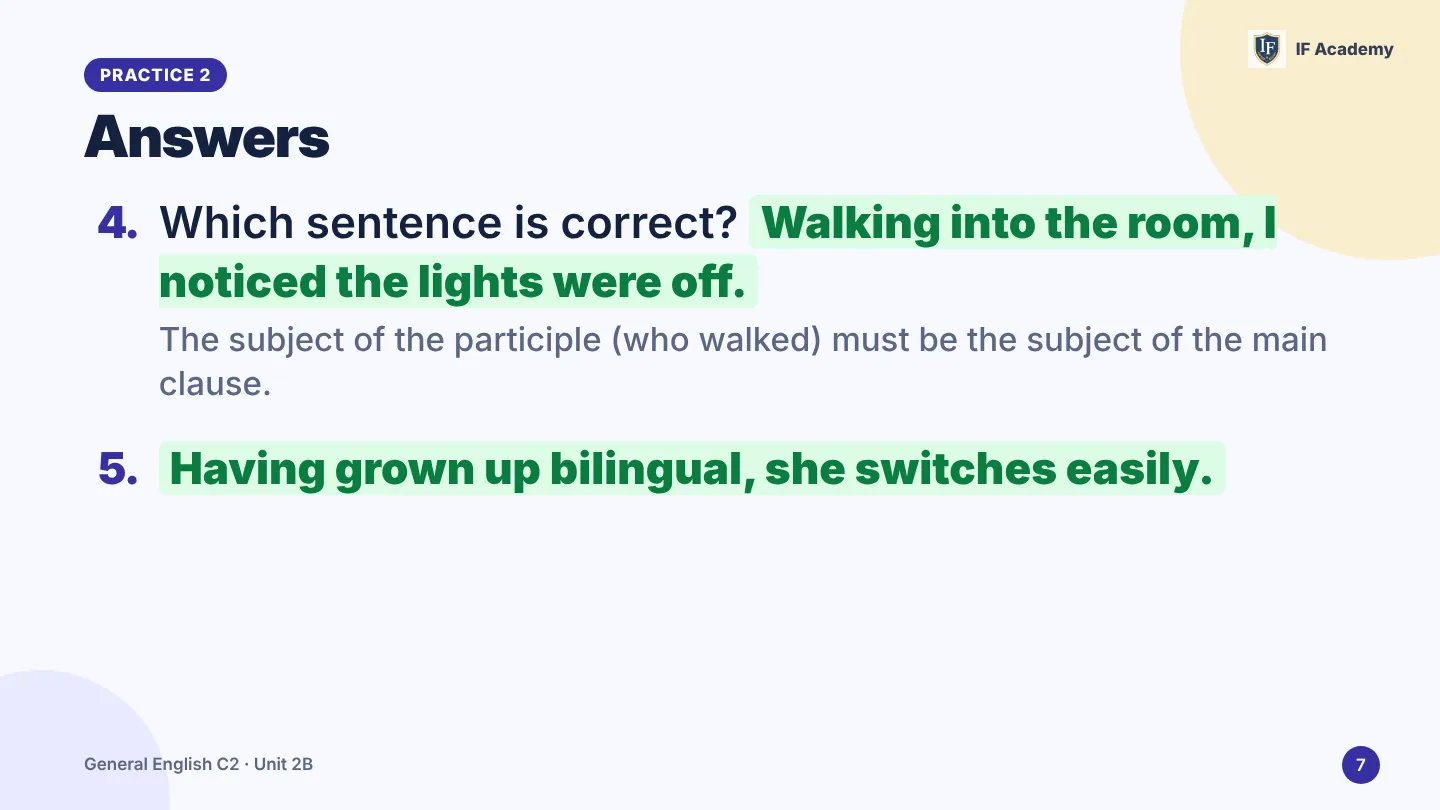 IF
IF Academy
PRACTICE 2
Answers
4. Which sentence is correct? Walking into the room, I
noticed the lights were off.
The subject of the participle (who walked) must be the subject of the main
clause.
5. Having grown up bilingual, she switches easily.
General English C2 · Unit 2B
7